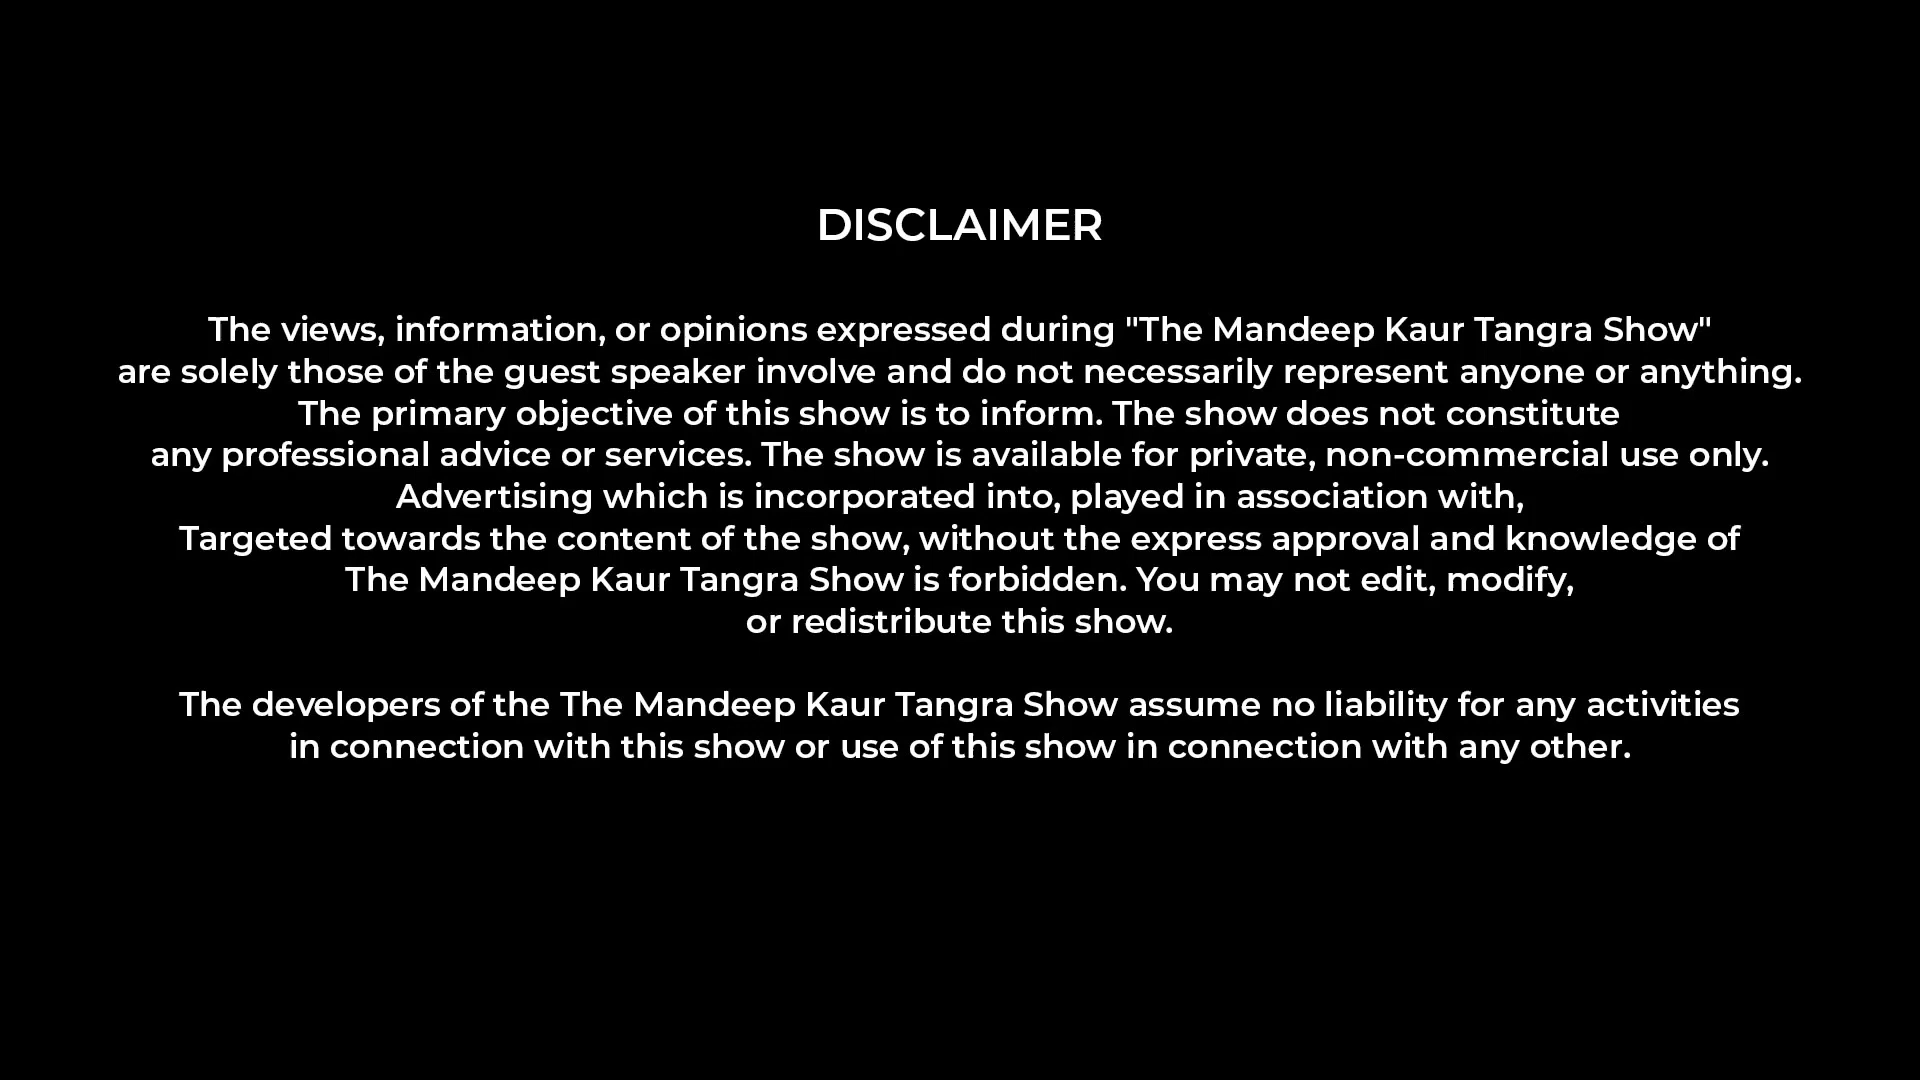 DISCLAIMER
The views, information, or opinions expressed during "The Mandeep Kaur Tangra Show"
are solely those of the guest speaker involve and do not necessarily represent anyone or anything.
The primary objective of this show is to inform. The show does not constitute
any professional advice or services. The show is available for private, non-commercial use only.
Advertising which is incorporated into, played in association with,
Targeted towards the content of the show, without the express approval and knowledge of
The Mandeep Kaur Tangra Show is forbidden. You may not edit, modify,
or redistribute this show.
The developers of the The Mandeep Kaur Tangra Show assume no liability for any activities
in connection with this show or use of this show in connection with any other.